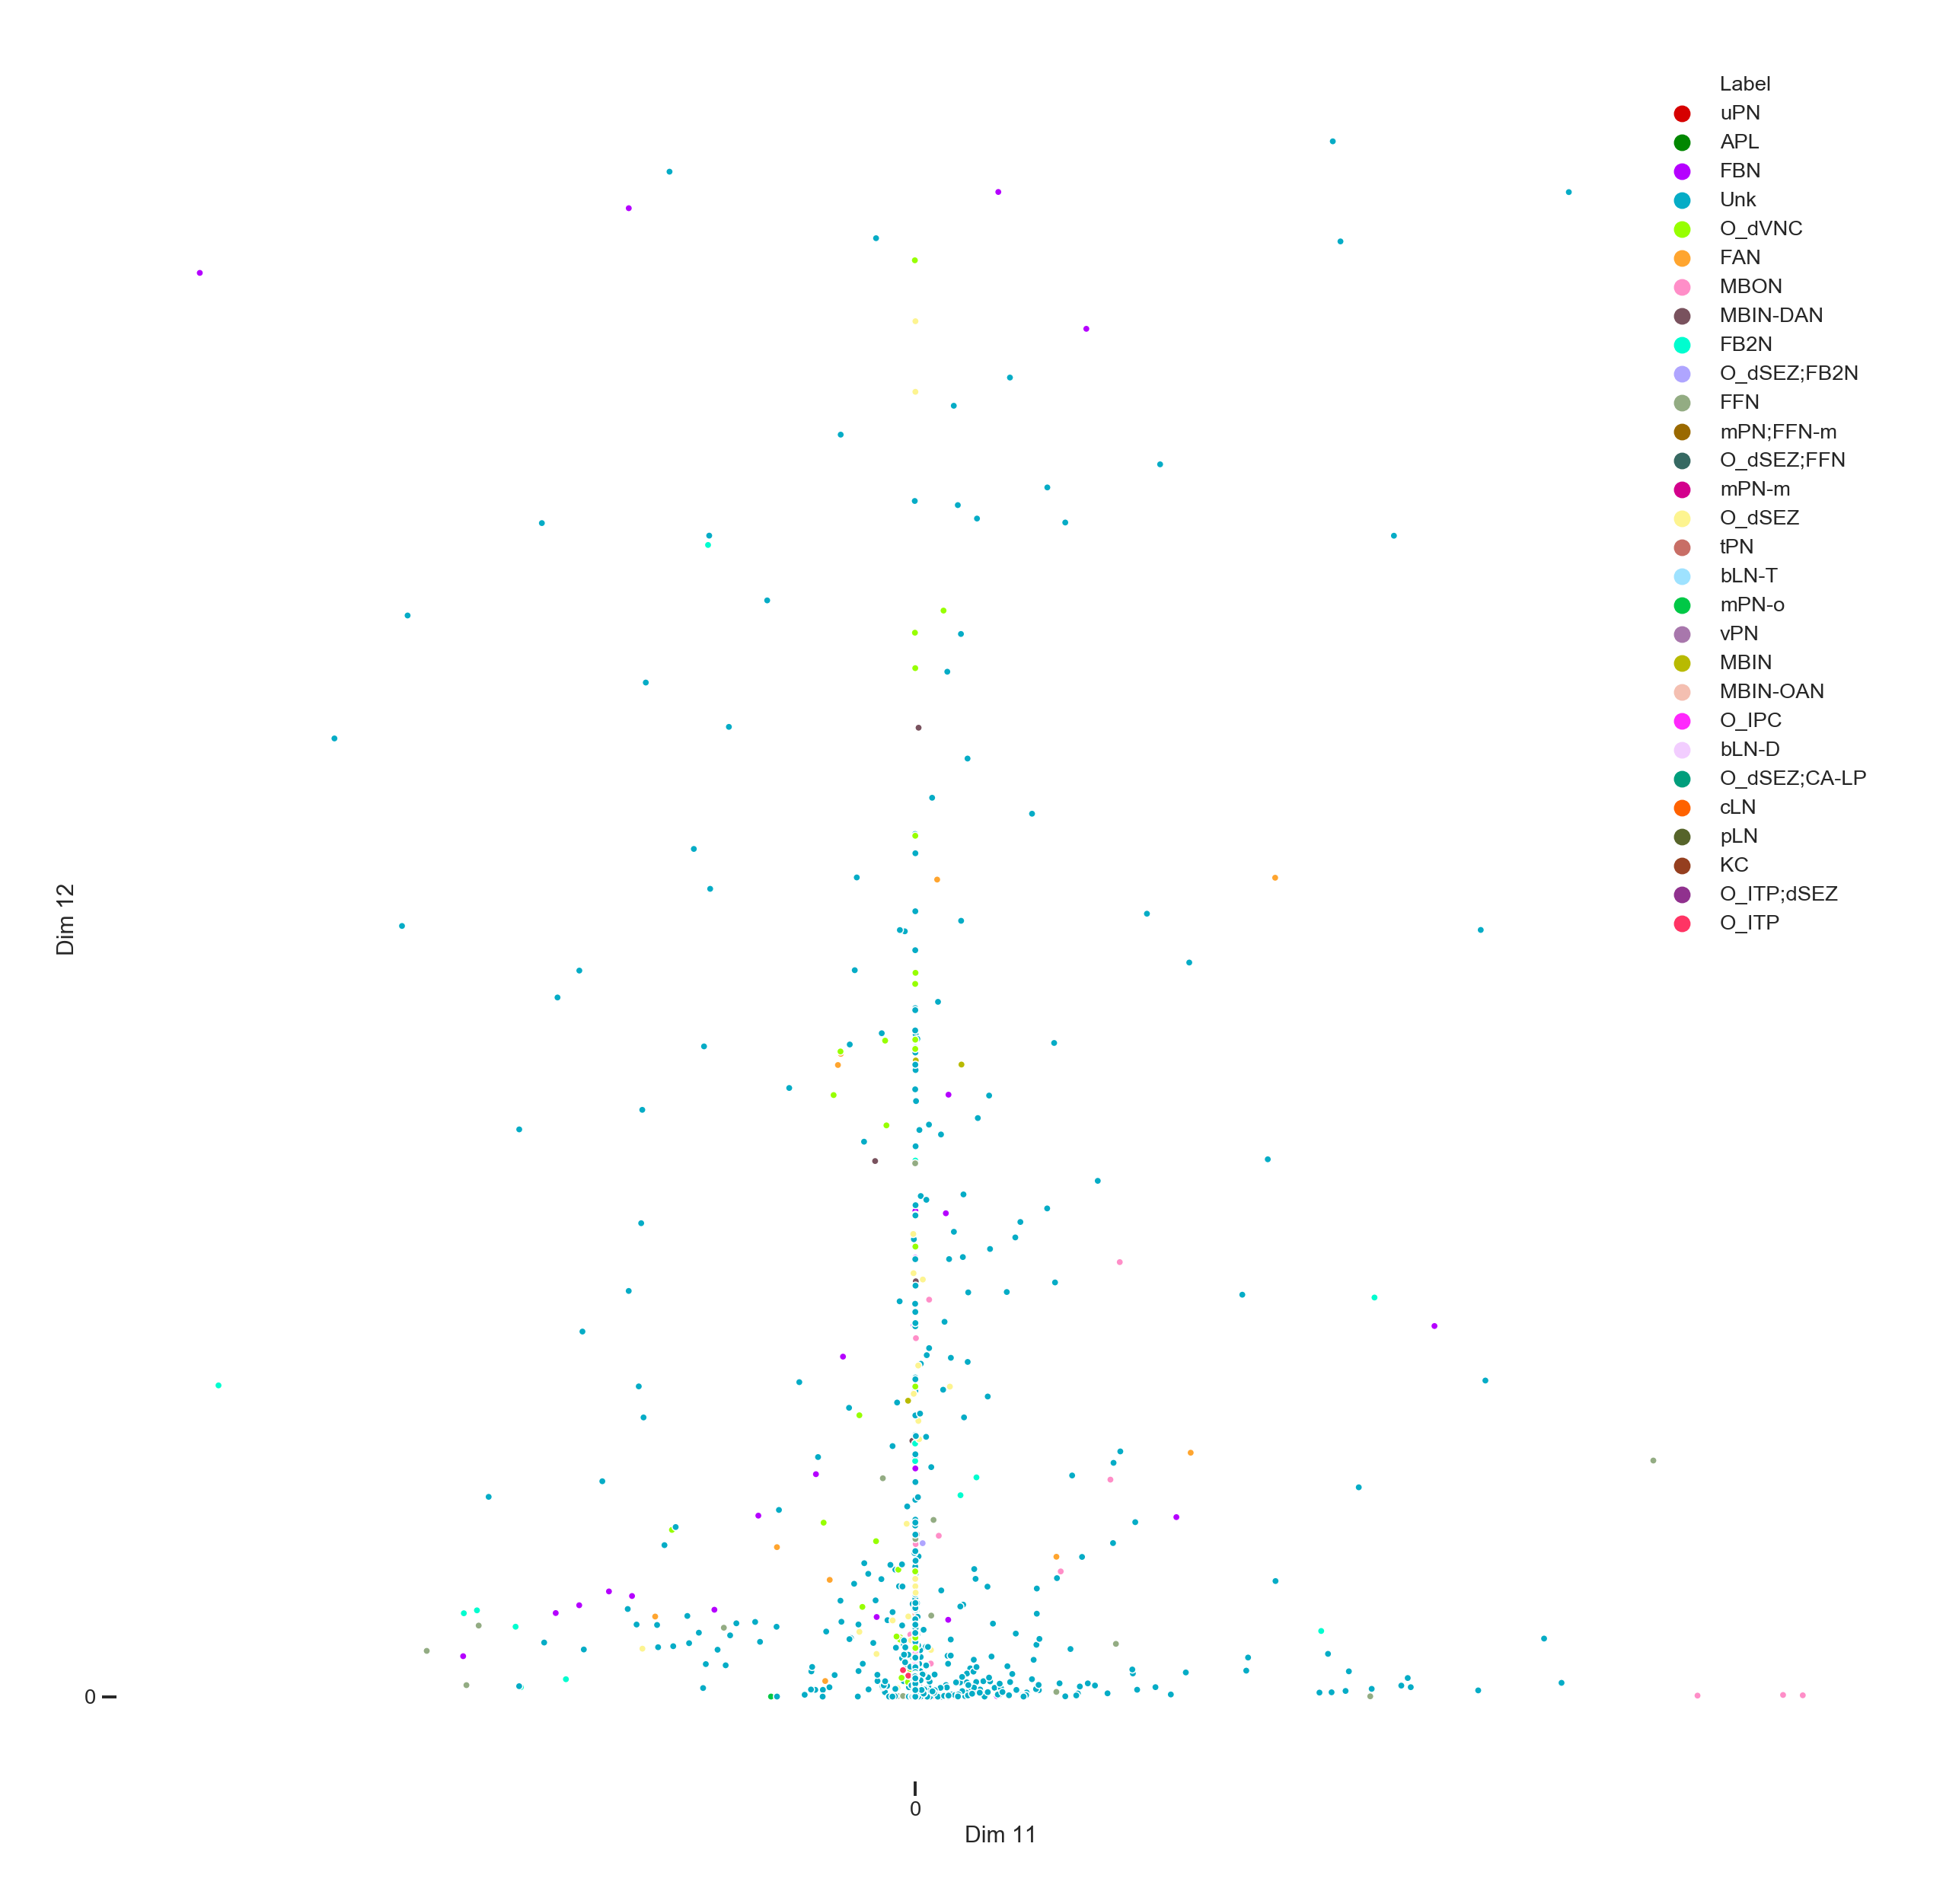 Label
uPN
APL
FBN
Unk
O_dVNC
FAN
MBON
MBIN-DAN
FB2N
O_dSEZ;FB2N
FFN
mPN;FFN-m
O_dSEZ;FFN
mPN-m
O_dSEZ
tPN
bLN-T
mPN-o
vPN
MBIN
MBIN-OAN
O_IPC
bLN-D
O_dSEZ;CA-LP
cLN
pLN
KC
O_ITP;dSEZ
O_ITP
Dim 12
0
0
Dim 11